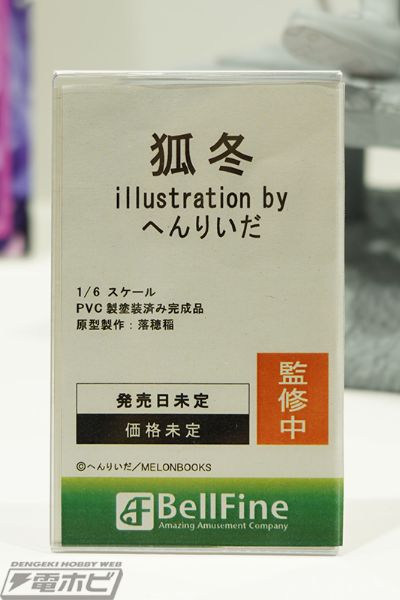 狐冬
illustration by
へんりいだ
1/6 スケール
PVC製塗装済み完成品
原型製作：落穂稲
監修中
発売日未定
価格未定
©へんりいだ/MELONBOOKS
BellFine
Amazing Amusement Company
DENGEKI HOBBY WEB
電ホビ